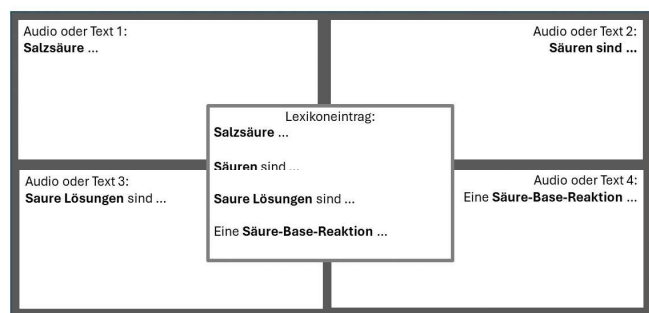 Audio oder Text 1:
Salzsäure ...
Audio oder Text 2:
Säuren sind ...
Lexikoneintrag:
Salzsäure ...
Säuren sind ...
Saure Lösungen sind ...
Eine Säure-Base-Reaktion ...
Audio oder Text 3:
Saure Lösungen sind ...
Audio oder Text 4:
Eine Säure-Base-Reaktion ...